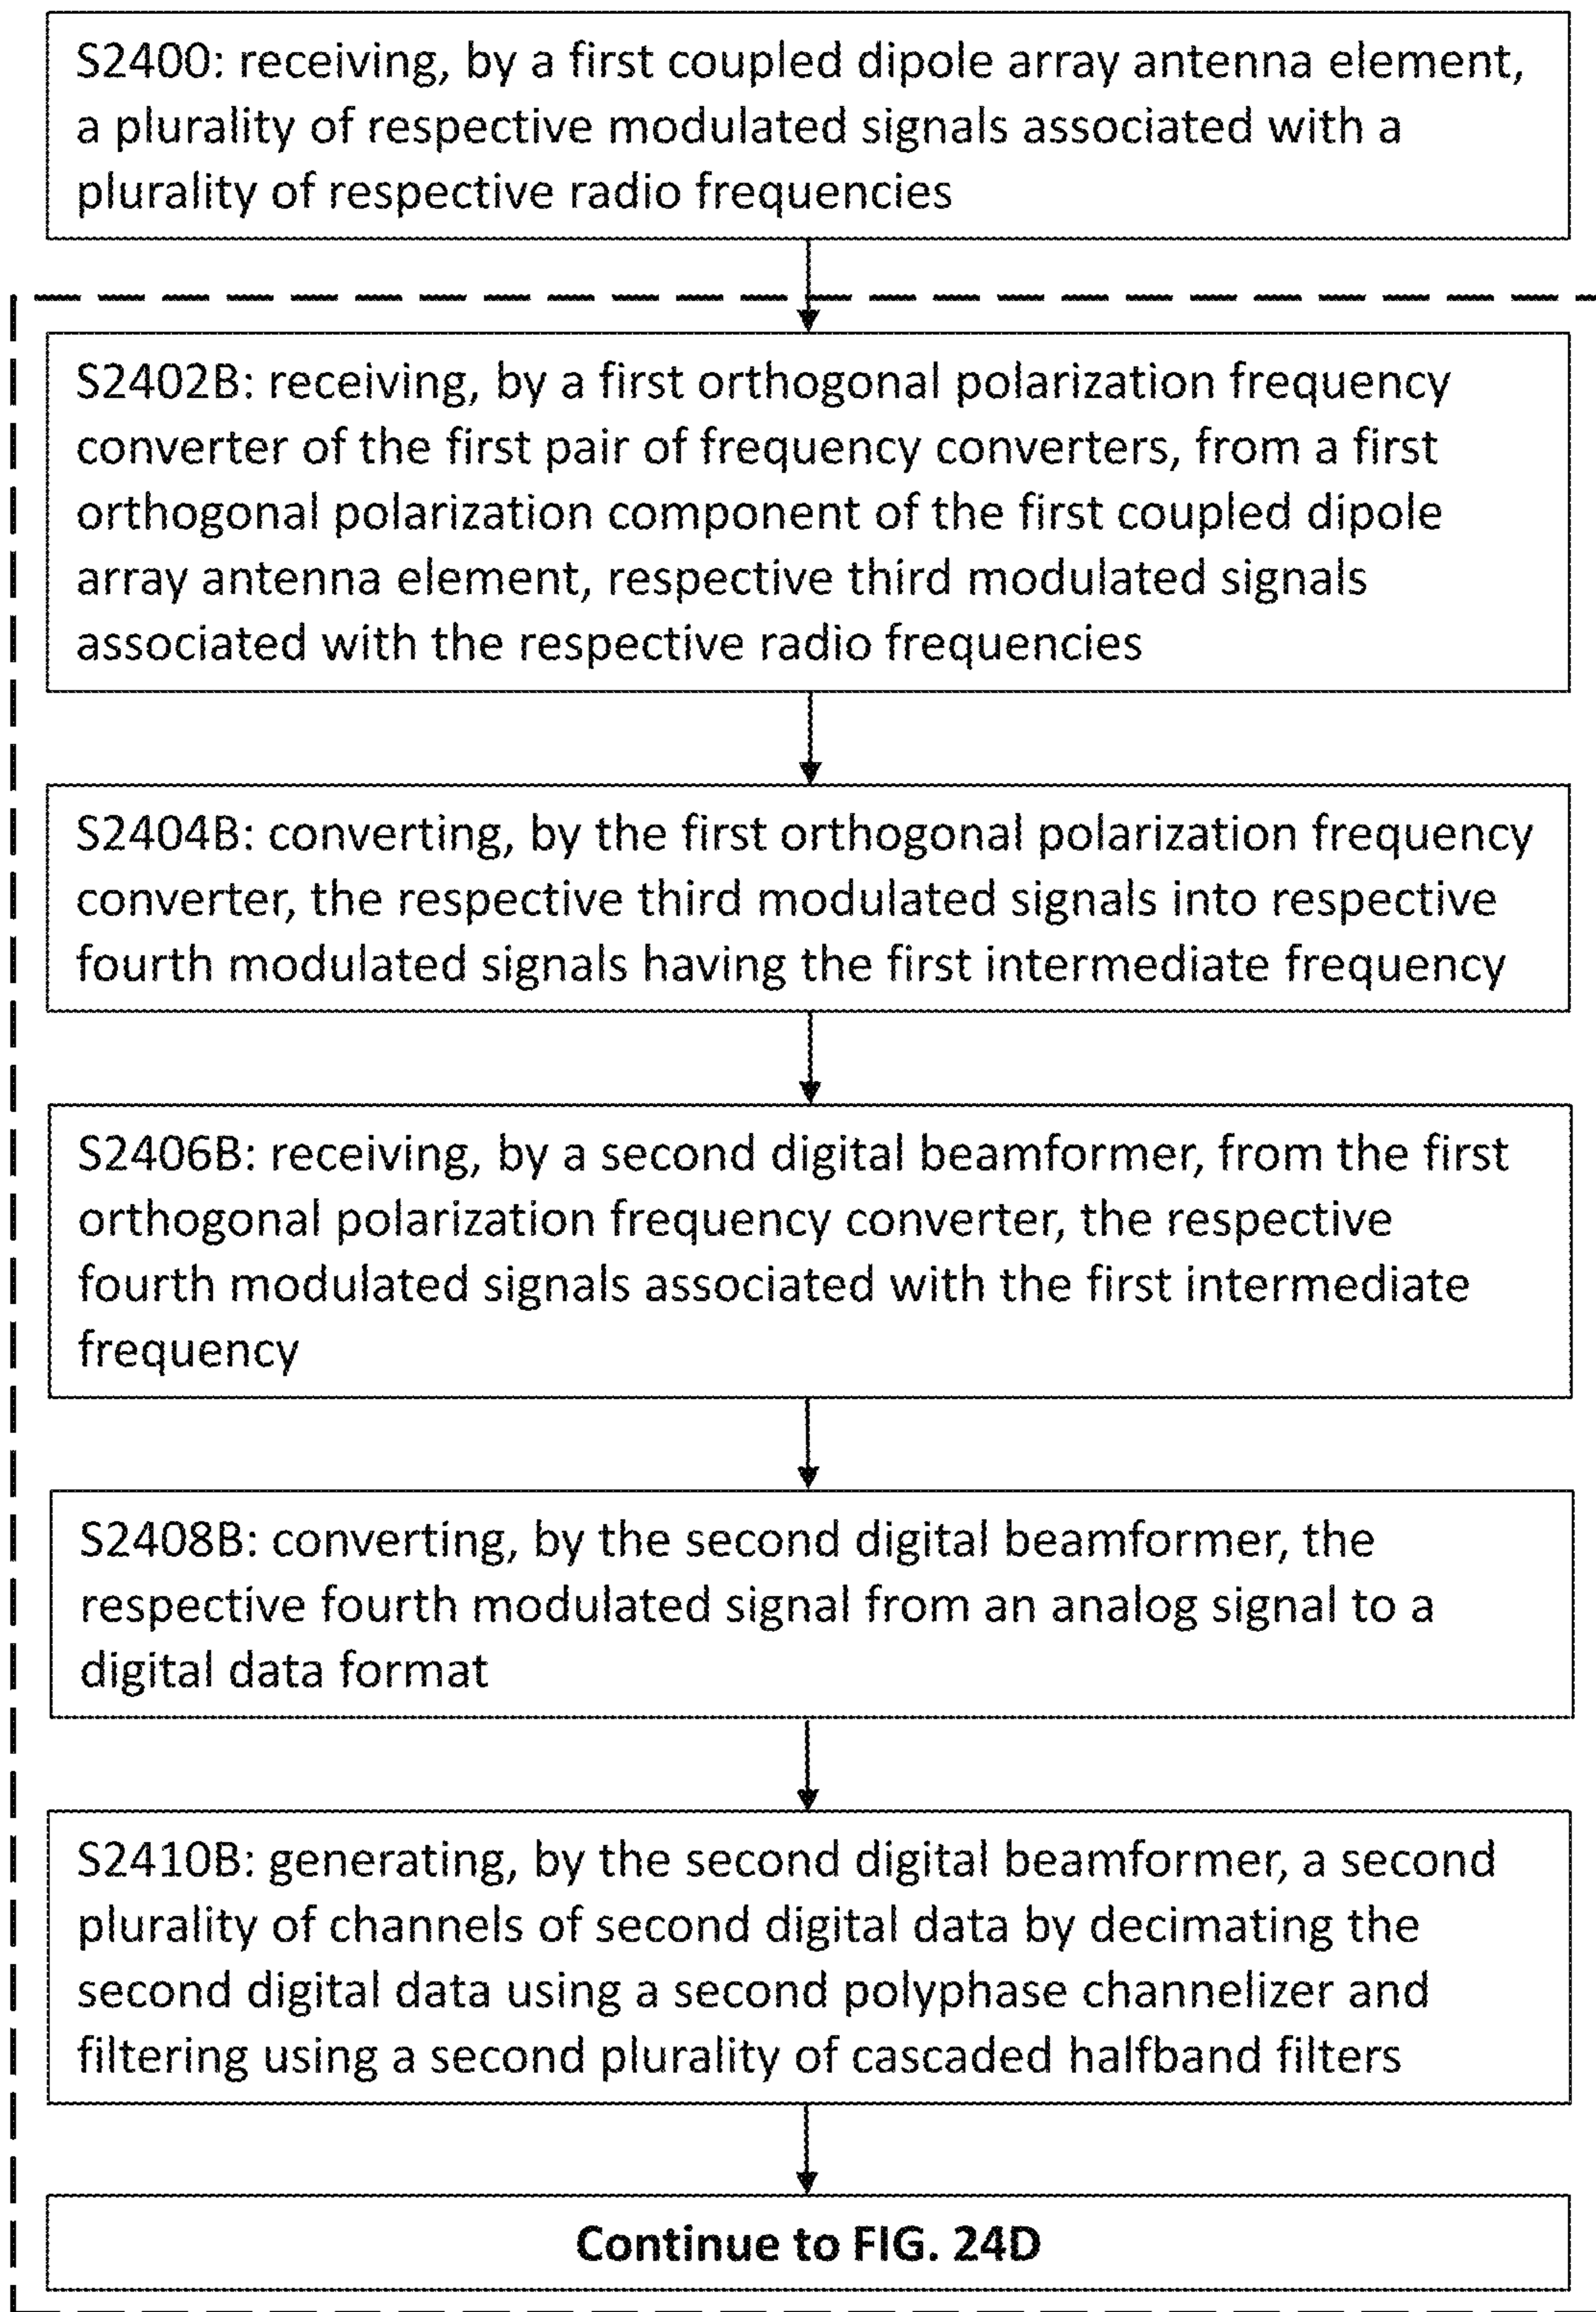 S2400: receiving, by a first coupled dipole array antenna element,
a plurality of respective modulated signals associated with a
plurality of respective radio frequencies
S2402B: receiving, by a first orthogonal polarization frequency
converter of the first pair of frequency converters, from a first
orthogonal polarization component of the first coupled dipole
array antenna element, respective third modulated signals
associated with the respective radio frequencies
S2404B: converting, by the first orthogonal polarization frequency
converter, the respective third modulated signals into respective
fourth modulated signals having the first intermediate frequency
S2406B: receiving, by a second digital beamformer, from the first
orthogonal polarization frequency converter, the respective
fourth modulated signals associated with the first intermediate
frequency
S2408B: converting, by the second digital beamformer, the
respective fourth modulated signal from an analog signal to a
digital data format
S2410B: generating, by the second digital beamformer, a second
plurality of channels of second digital data by decimating the
second digital data using a second polyphase channelizer and
filtering using a second plurality of cascaded halfband filters
Continue to FIG. 24D